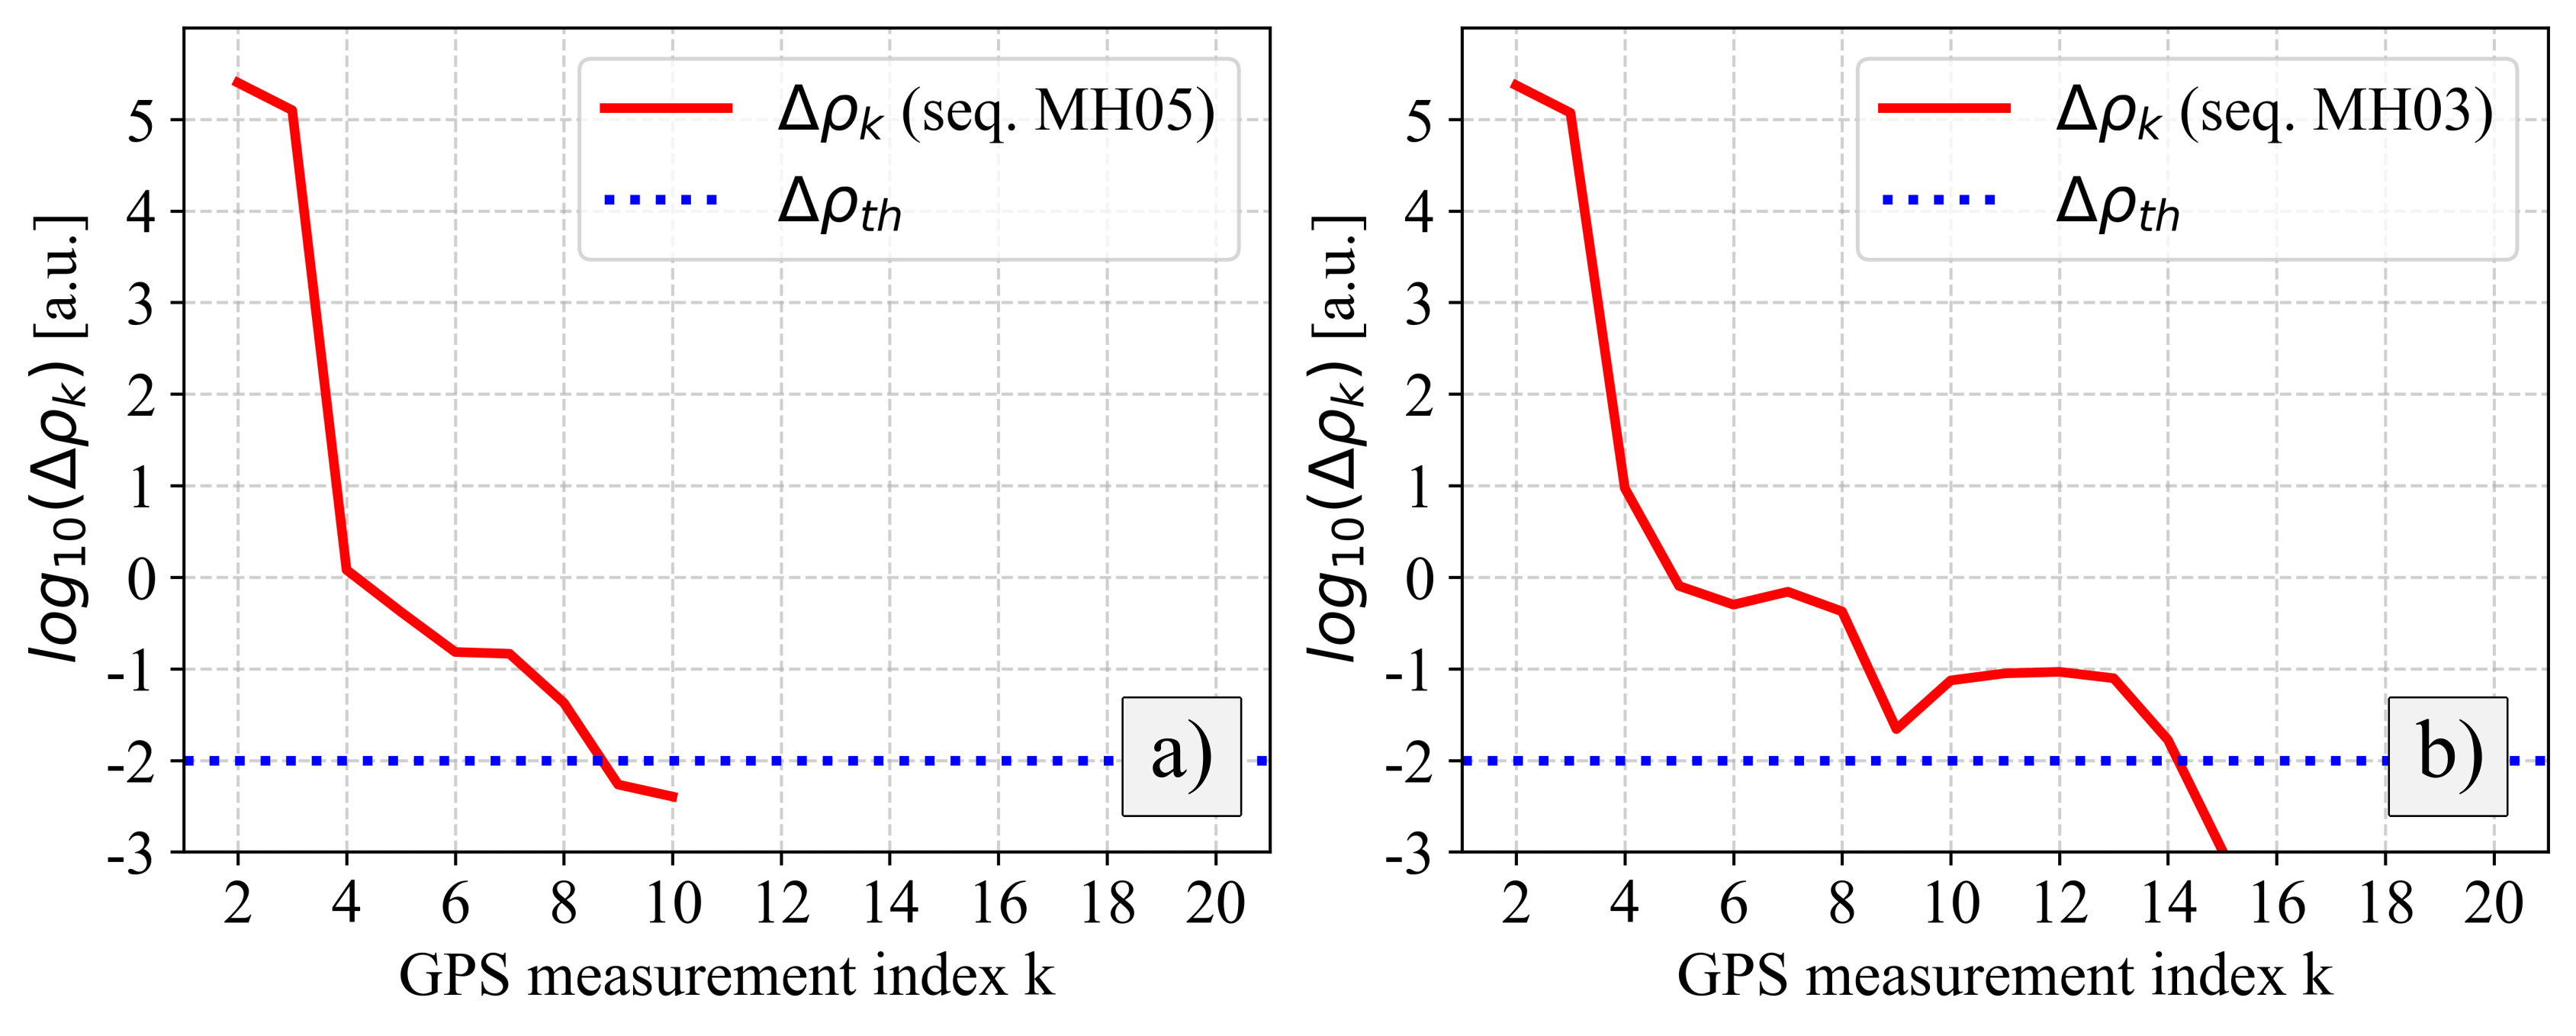 Δρk (seq. MH05)
Δρth
5
4
3
2
1
0
-1
-2
-3
log10(Δρk) [a.u.]
a)
2 4 6 8 10 12 14 16 18 20
GPS measurement index k
Δρk (seq. MH03)
Δρth
5
4
3
2
1
0
-1
-2
-3
log10(Δρk) [a.u.]
b)
2 4 6 8 10 12 14 16 18 20
GPS measurement index k